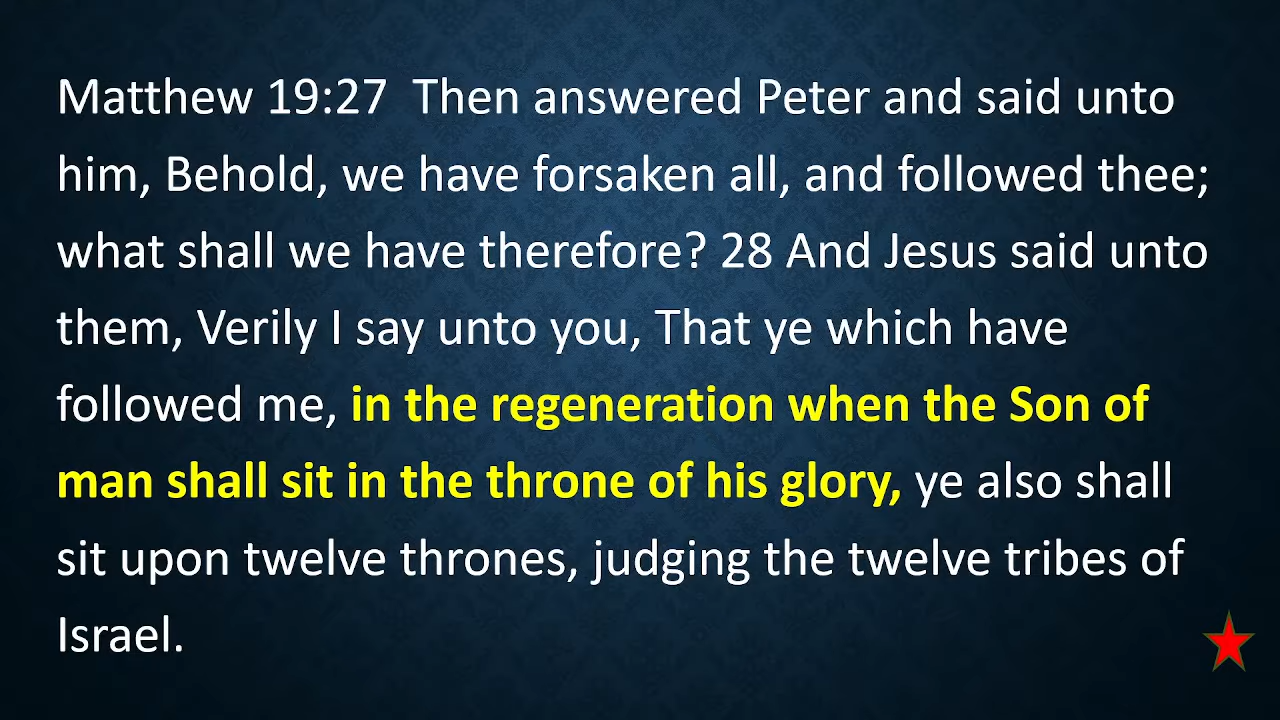 Matthew 19:27  Then answered Peter and said unto
him, Behold, we have forsaken all, and followed thee;
what shall we have therefore? 28 And Jesus said unto
them, Verily I say unto you, That ye which have
followed me, in the regeneration when the Son of
man shall sit in the throne of his glory, ye also shall
sit upon twelve thrones, judging the twelve tribes of
Israel.